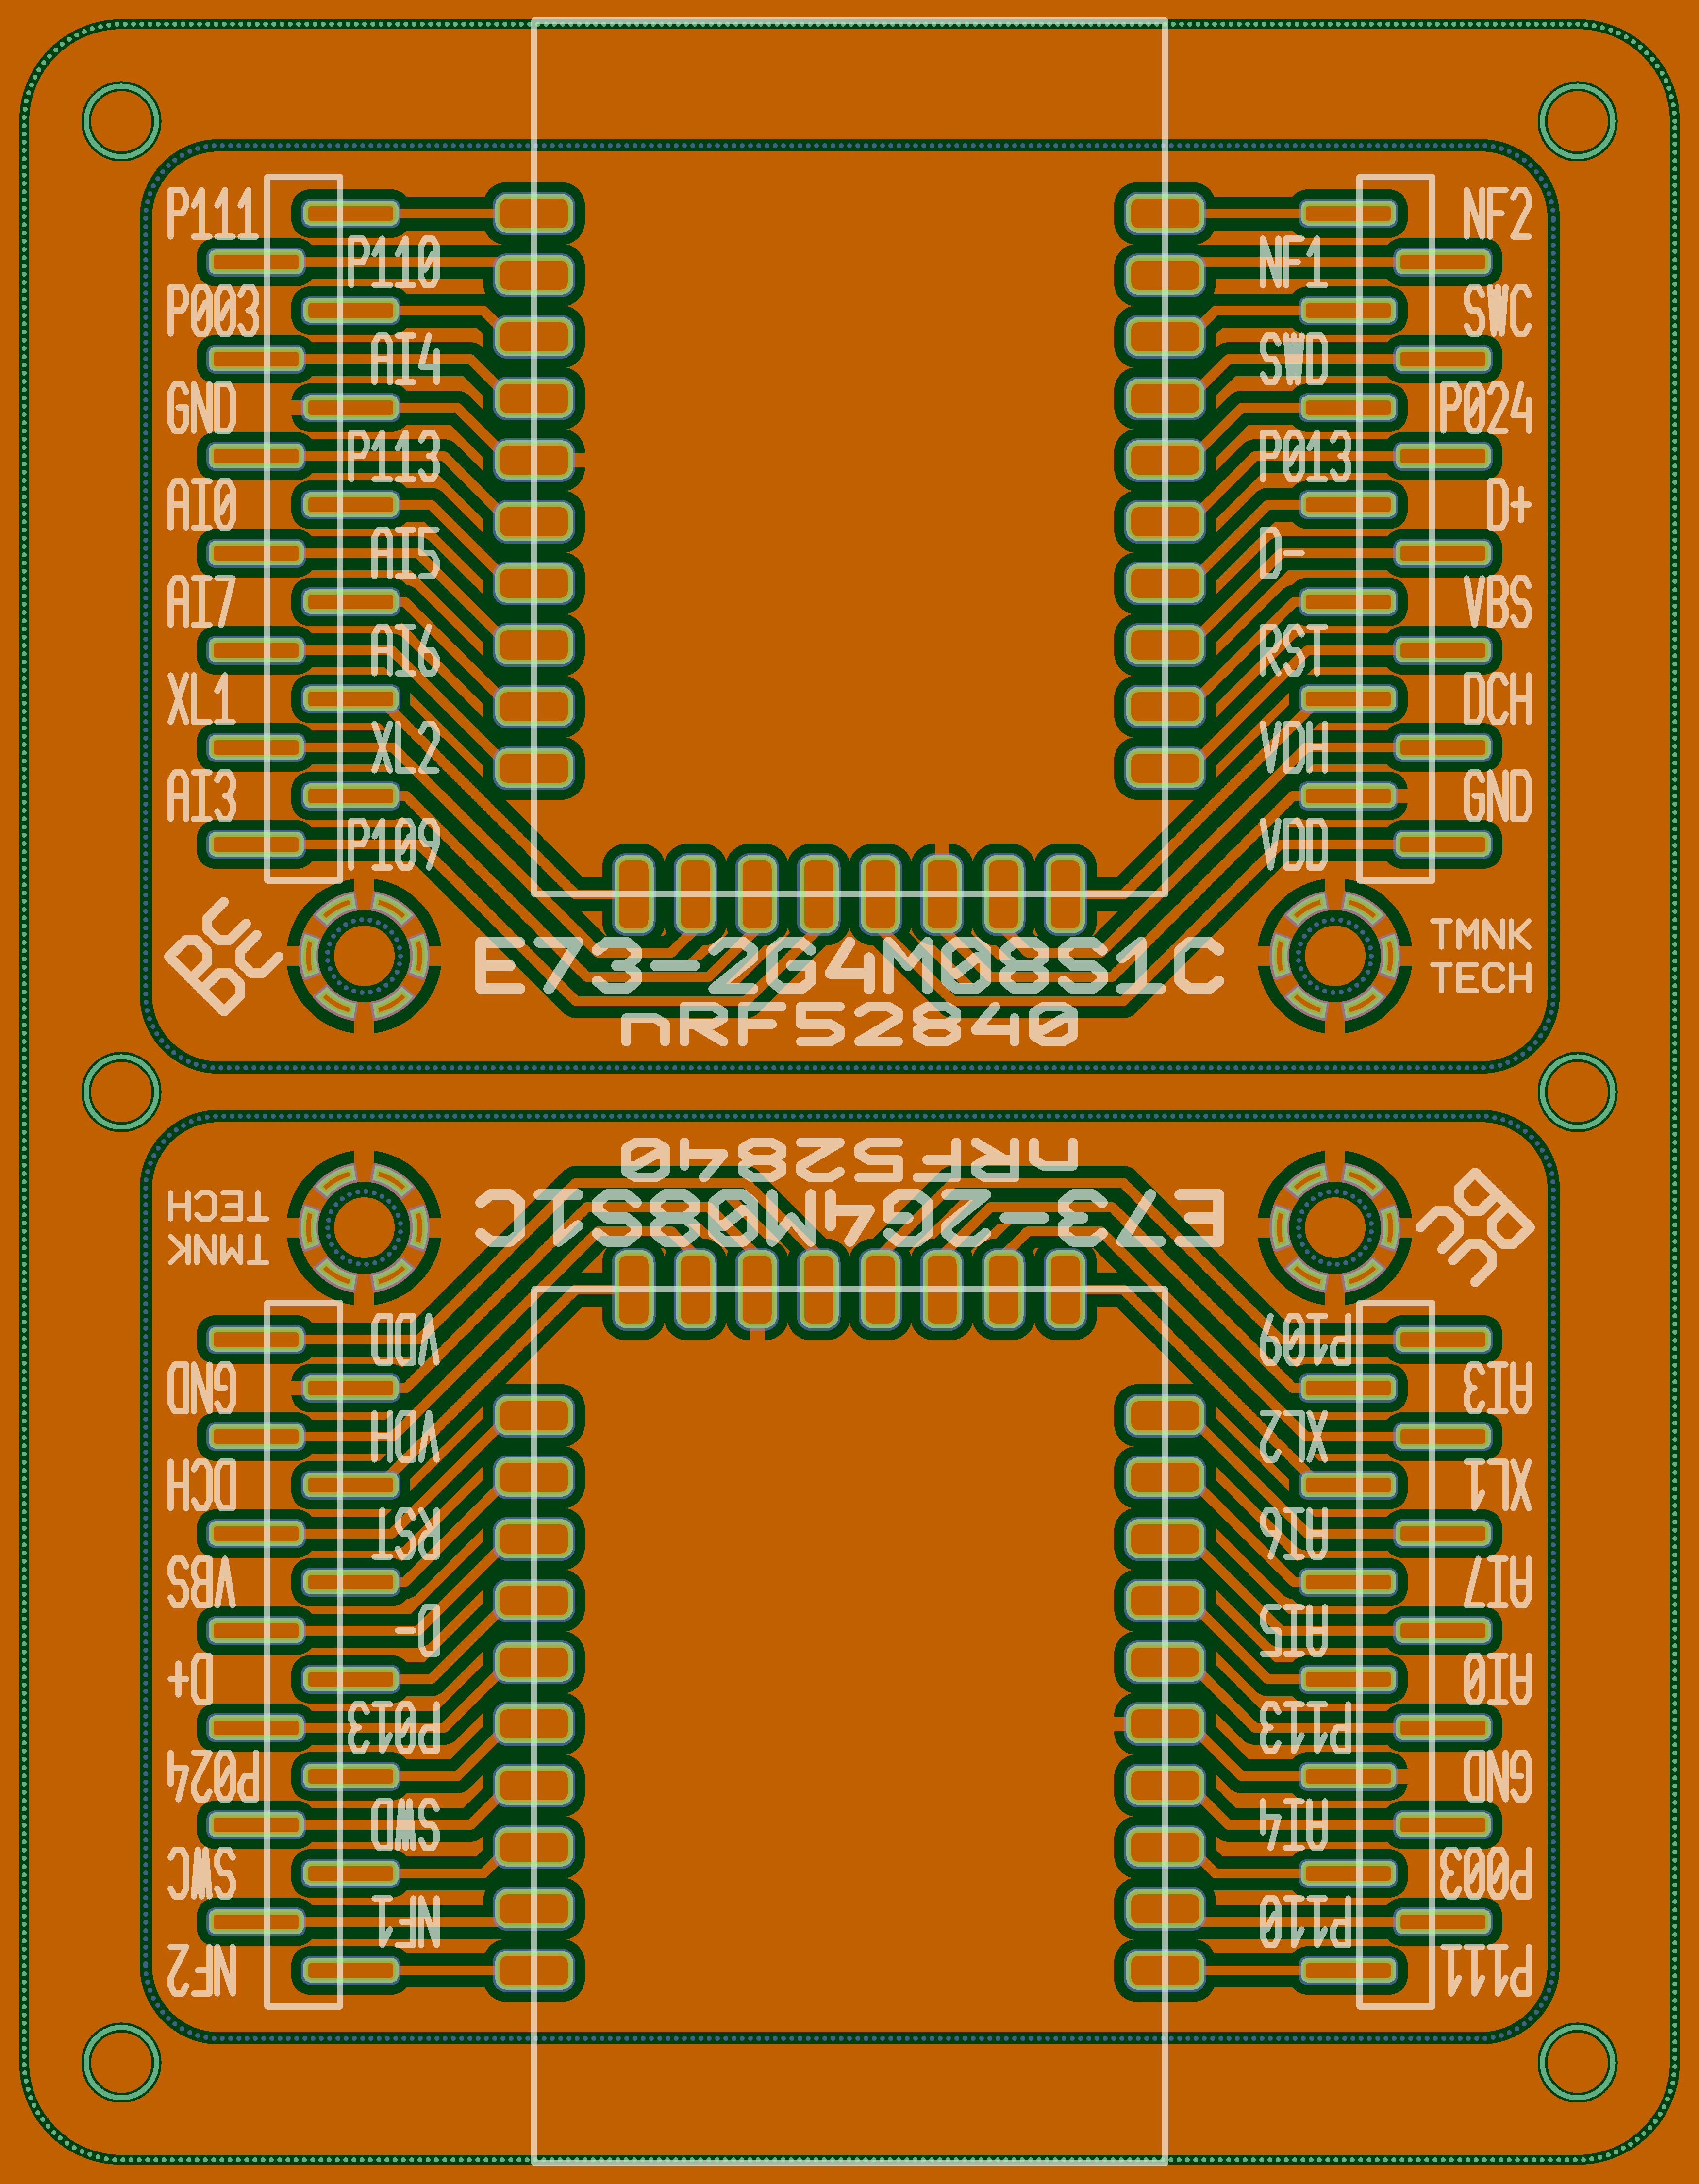 P111 NF2
P110 NF1
P003 SWC
AI4 SWD
GND P024
P113 P013
AI0 D+
AI5 D-
AI7 VBS
AI6 RST
XL1 DCH
XL2 VDH
AI3 GND
P109 VDD
BCC TMNK
E73-2G4M08S1C
TECH
nRF52840
nRF52840
E73-2G4M08S1C
TECH
TMNK BCC
VDD P109
GND AI3
VDH XL2
DCH XL1
RST AI6
VBS AI7
D- AI5
D+ AI0
P013 P113
P024 GND
SWD AI4
SWC P003
NF1 P110
NF2 P111